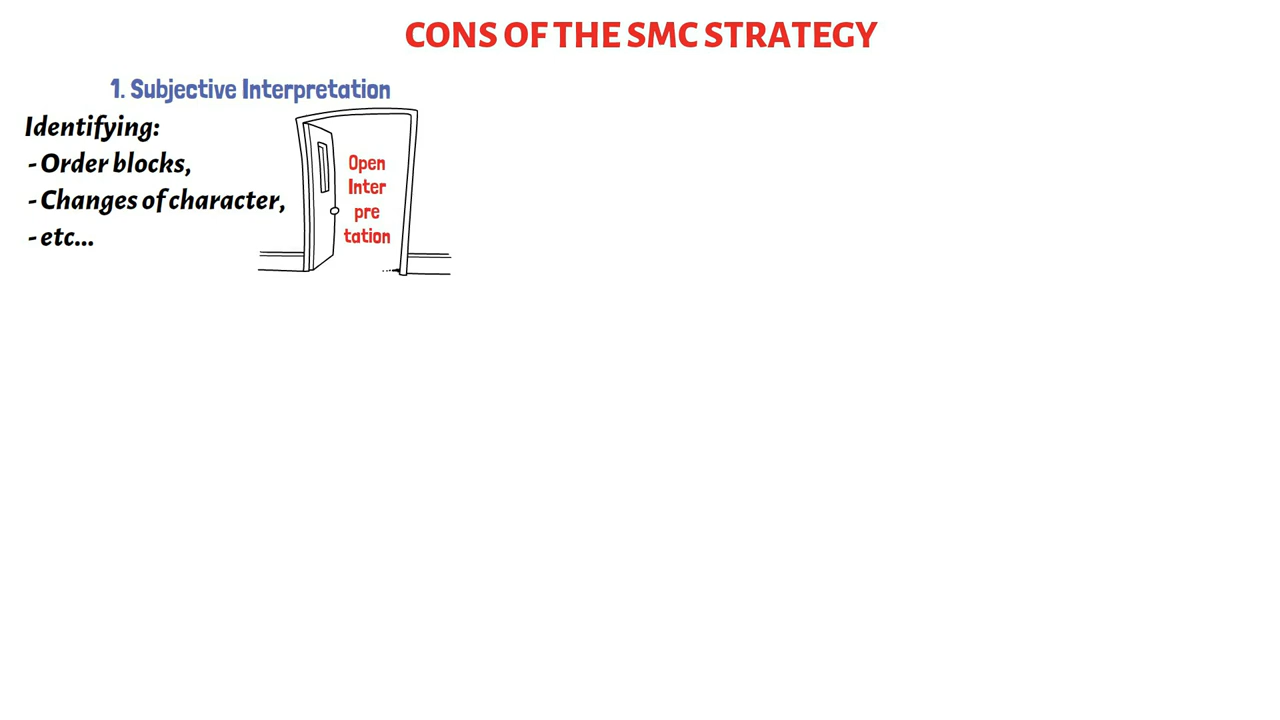 CONS OF THE SMC STRATEGY
1. Subjective Interpretation
Identifying:
- Order blocks,
- Changes of character,
- etc...
Open
Inter
pre
tation